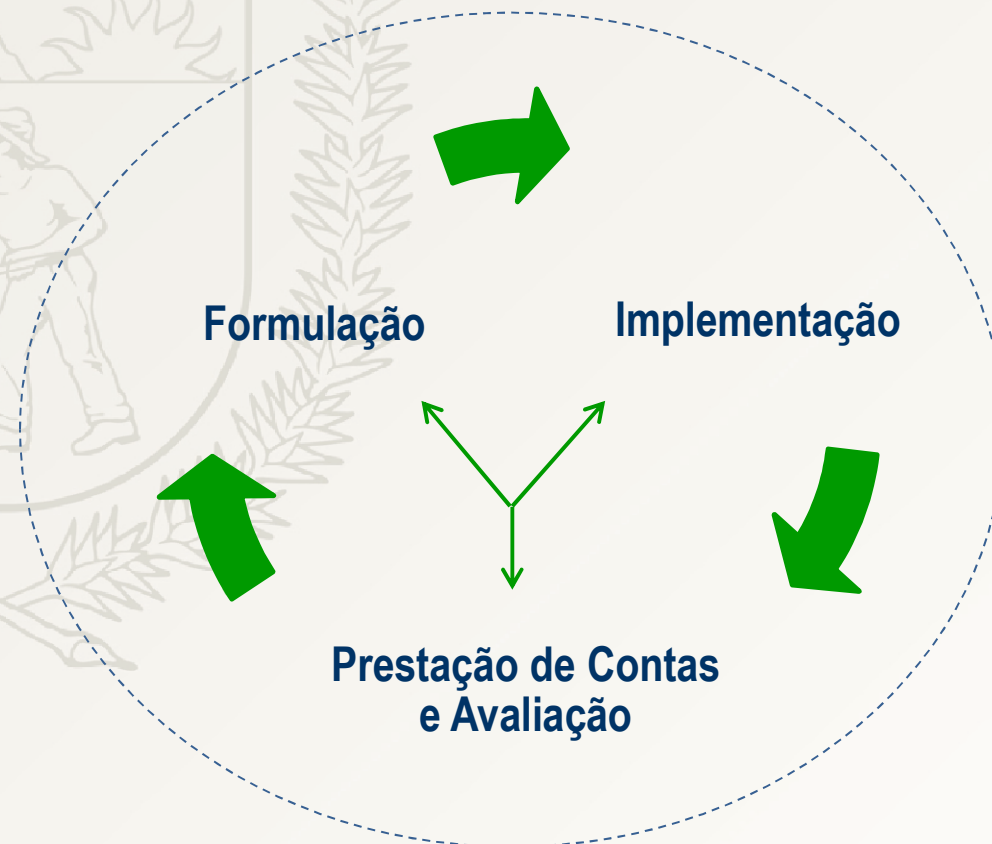 Formulação
Implementação
Prestação de Contas
e Avaliação